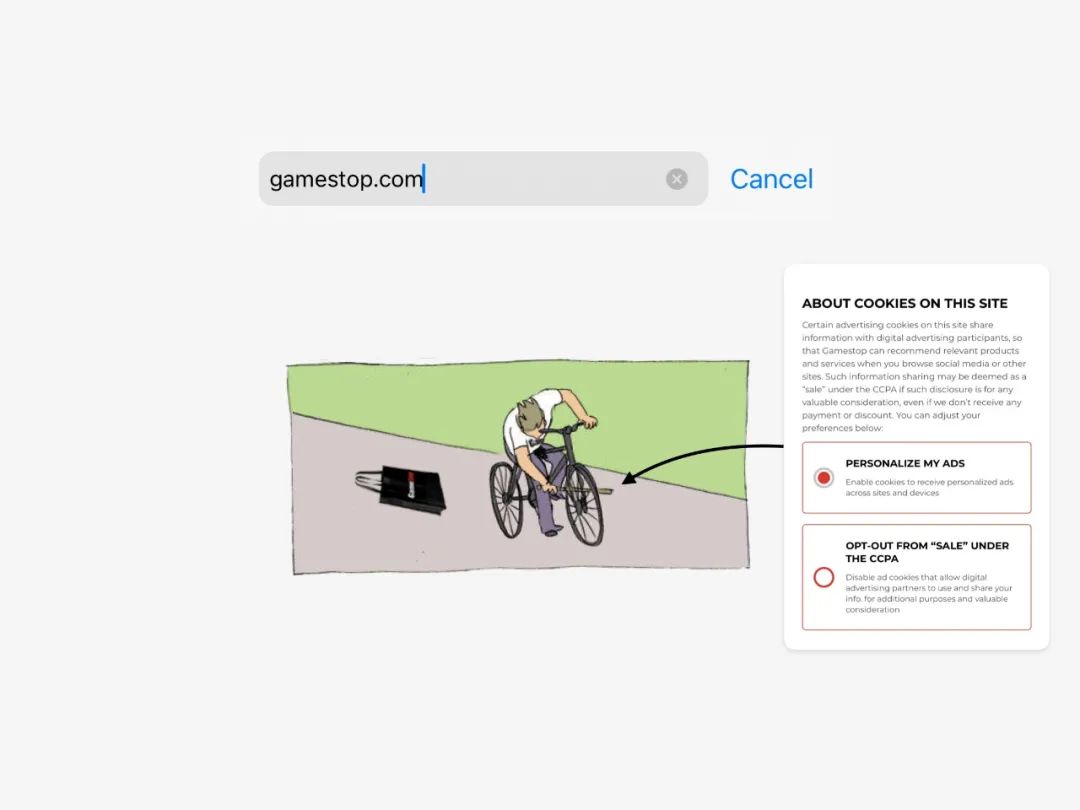 gamestop.com
Cancel
ABOUT COOKIES ON THIS SITE
Certain advertising cookies on this site share
information with digital advertising participants, so
that Gamestop can recommend relevant products
and services when you browse social media or other
sites. Such information sharing may be deemed as a
"sale" under the CCPA if such disclosure is for any
valuable consideration, even if we don't receive any
payment or discount. You can adjust your
preferences below:
PERSONALIZE MY ADS
Enable cookies to receive personalized ads
across sites and devices
OPT-OUT FROM “SALE” UNDER
THE CCPA
Disable ad cookies that allow digital
advertising partners to use and share your
info. for additional purposes and valuable
consideration